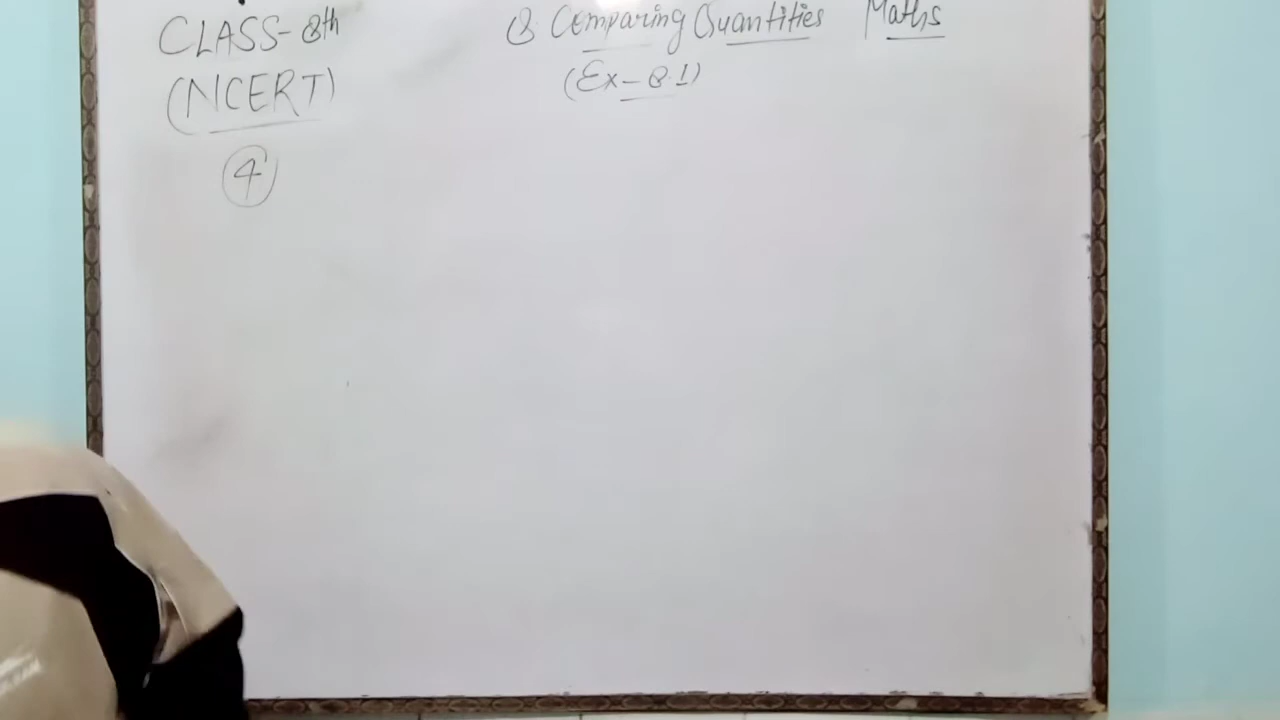 CLASS- 8th
(NCERT)
4
8 Comparing Quantities Maths
(Ex-8.1)